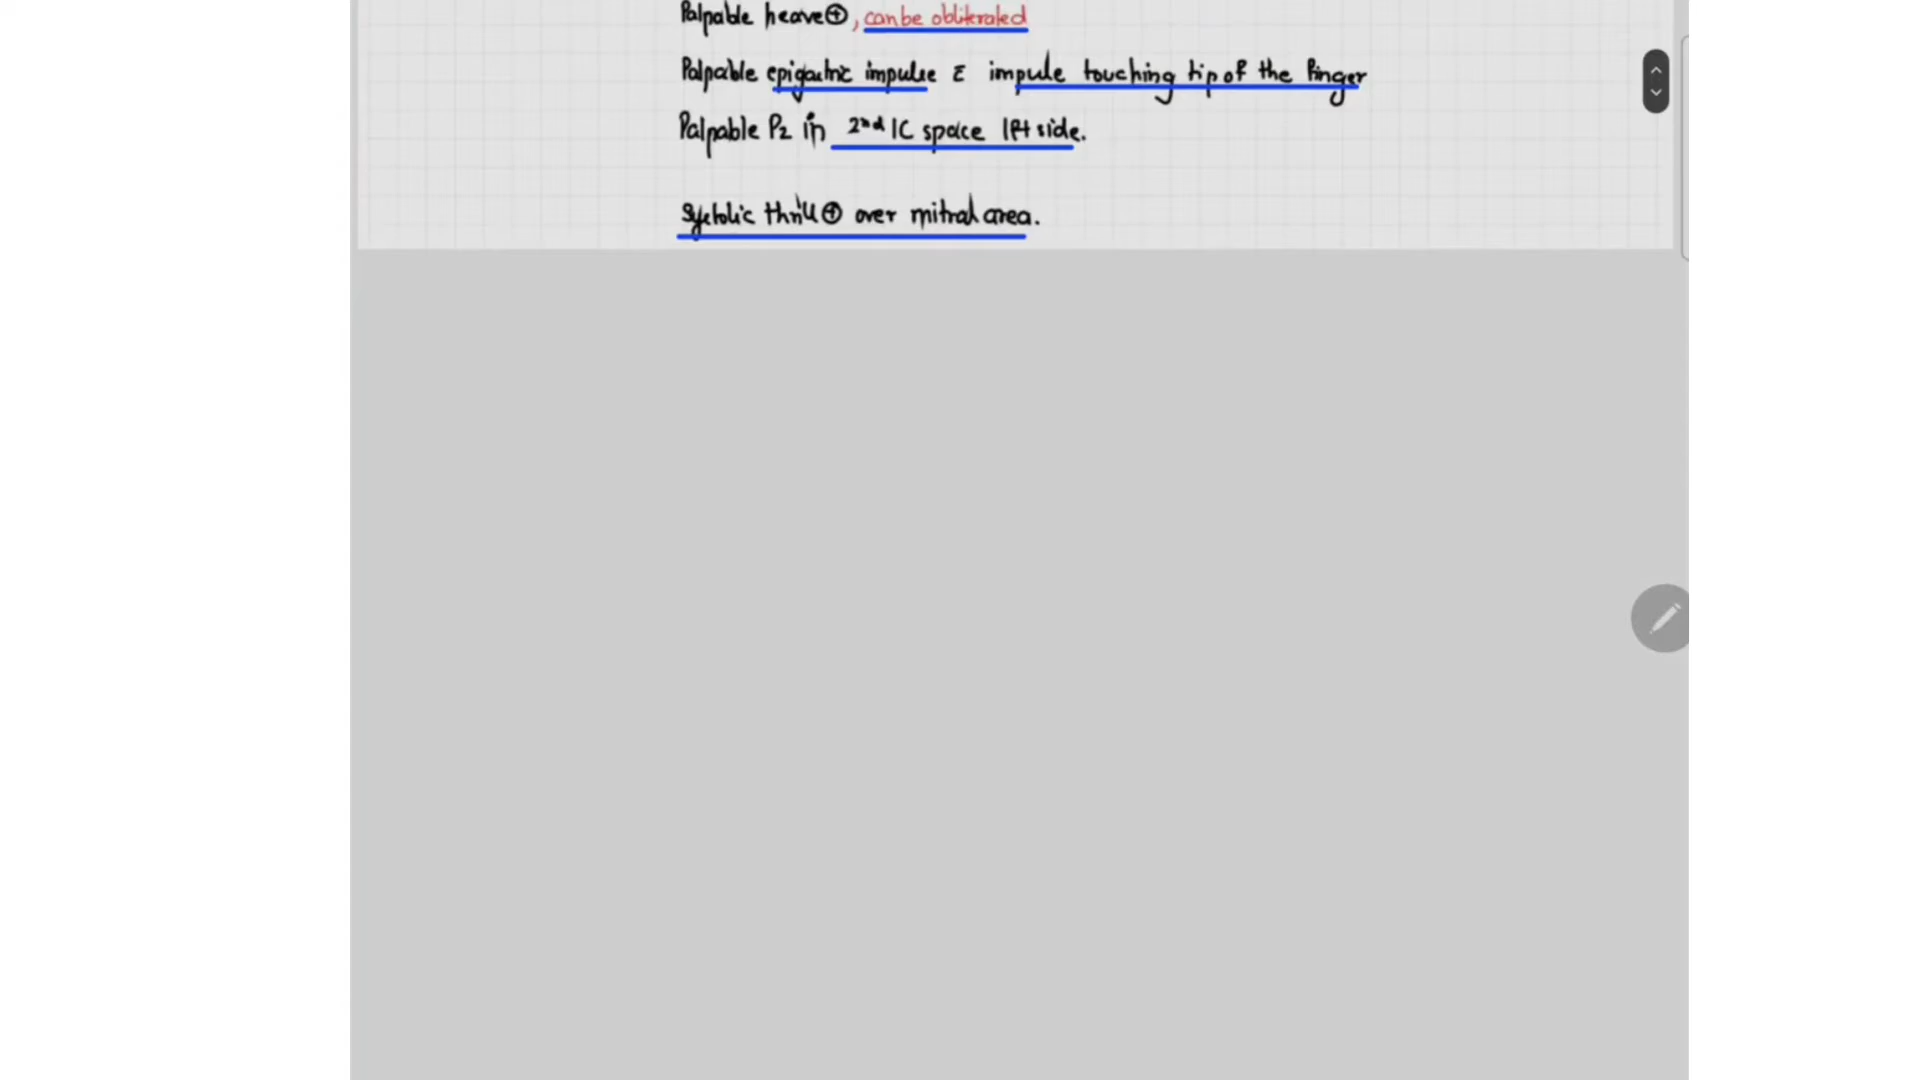 Palpable heave⊕, can be obliterated
Palpable epigastric impulse c̄ impulse touching tip of the finger
Palpable P2 in 2nd IC space lft side.
Systolic thrill⊕ over mitral area.